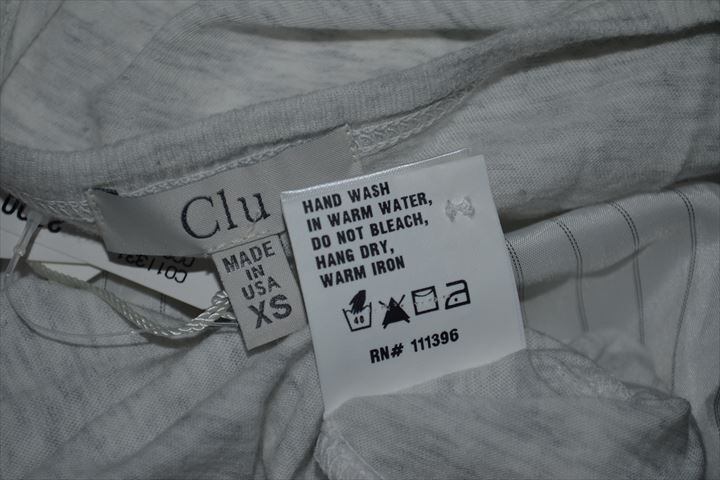 Clu
MADE
IN
USA
XS
HAND WASH
IN WARM WATER,
DO NOT BLEACH,
HANG DRY,
WARM IRON
40
RN# 111396